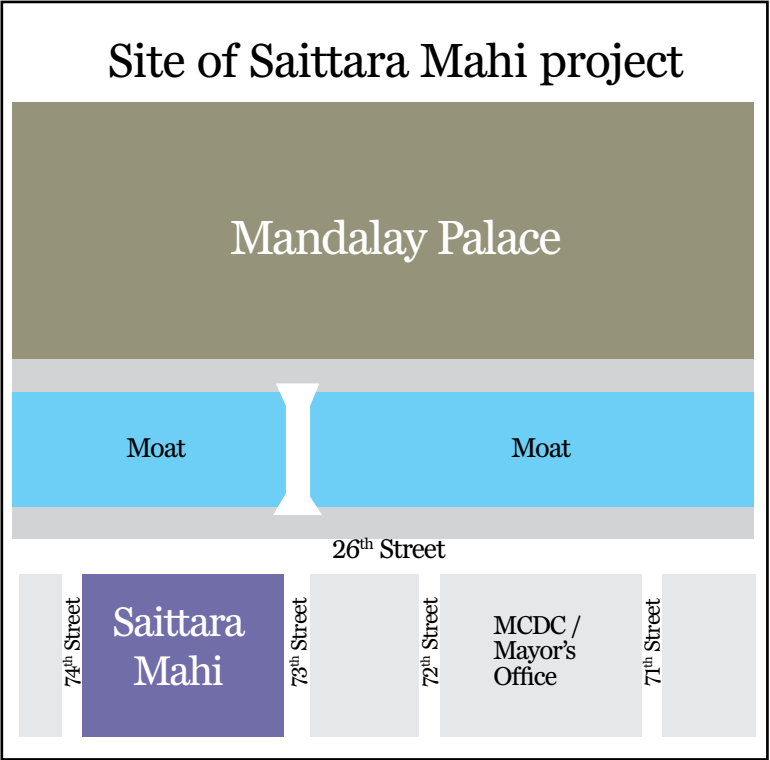 Site of Saittara Mahi project
Mandalay Palace
Moat
Moat
26th Street
74th Street
Saittara
Mahi
73th Street
72th Street
MCDC /
Mayor's
Office
71th Street